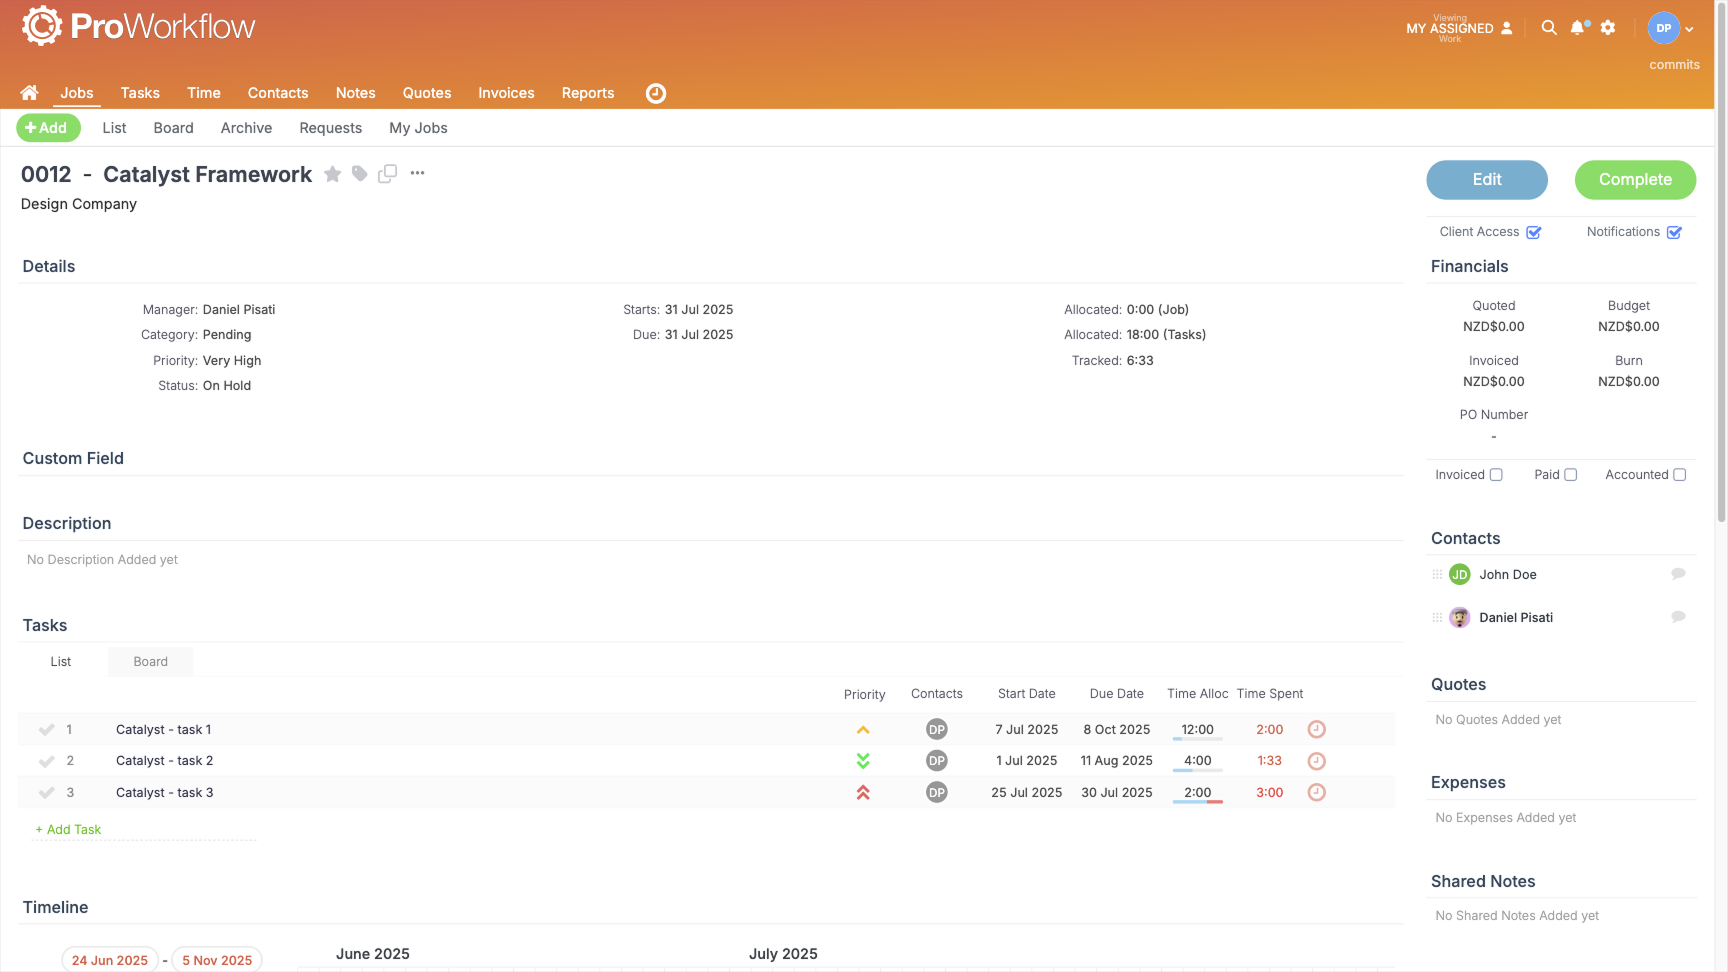 ProWorkflow
Viewing
MY ASSIGNED
Work
DP
commits
Jobs Tasks Time Contacts Notes Quotes Invoices Reports
+ Add List Board Archive Requests My Jobs
0012 - Catalyst Framework
Design Company
Edit Complete
Client Access Notifications
Details
Manager: Daniel Pisati Starts: 31 Jul 2025 Allocated: 0:00 (Job)
Category: Pending Due: 31 Jul 2025 Allocated: 18:00 (Tasks)
Priority: Very High Tracked: 6:33
Status: On Hold
Custom Field
Description
No Description Added yet
Tasks
List Board
Priority Contacts Start Date Due Date Time Alloc Time Spent
1 Catalyst - task 1 DP 7 Jul 2025 8 Oct 2025 12:00 2:00
2 Catalyst - task 2 DP 1 Jul 2025 11 Aug 2025 4:00 1:33
3 Catalyst - task 3 DP 25 Jul 2025 30 Jul 2025 2:00 3:00
+ Add Task
Timeline
24 Jun 2025 - 5 Nov 2025 June 2025 July 2025
Financials
Quoted Budget
NZD$0.00 NZD$0.00
Invoiced Burn
NZD$0.00 NZD$0.00
PO Number
-
Invoiced Paid Accounted
Contacts
JD John Doe
Daniel Pisati
Quotes
No Quotes Added yet
Expenses
No Expenses Added yet
Shared Notes
No Shared Notes Added yet